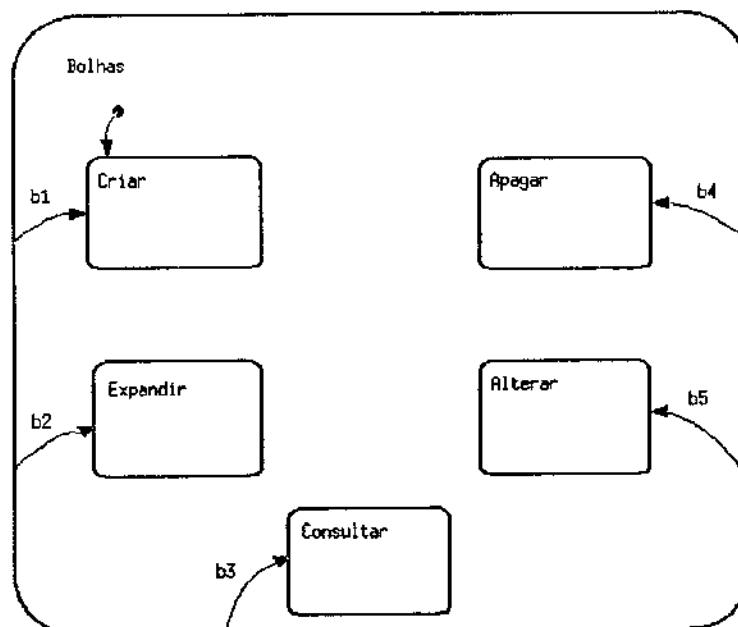 Bolhas
Criar
Apagar
b1
b4
Expandir
Alterar
b2
b5
Consultar
b3